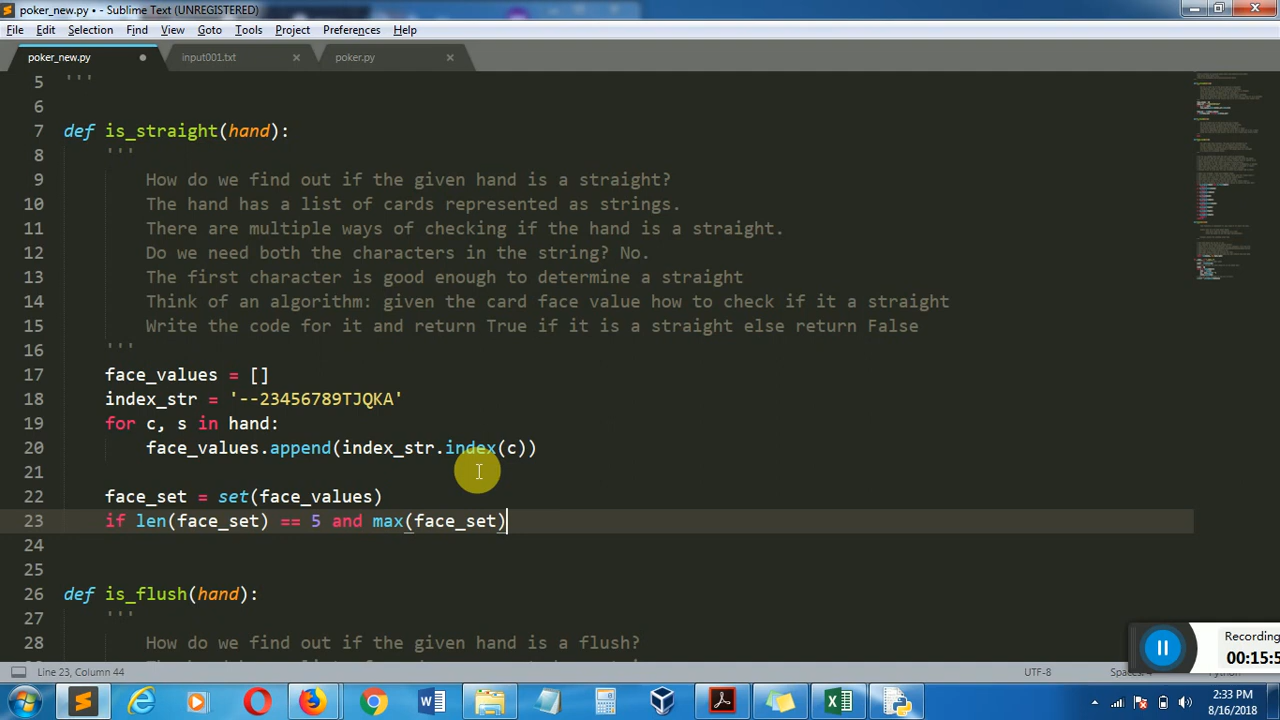 poker_new.py • - Sublime Text (UNREGISTERED)
File Edit Selection Find View Goto Tools Project Preferences Help
poker_new.py input001.txt poker.py
5 '''
6
7 def is_straight(hand):
8 '''
9 How do we find out if the given hand is a straight?
10 The hand has a list of cards represented as strings.
11 There are multiple ways of checking if the hand is a straight.
12 Do we need both the characters in the string? No.
13 The first character is good enough to determine a straight
14 Think of an algorithm: given the card face value how to check if it a straight
15 Write the code for it and return True if it is a straight else return False
16 '''
17 face_values = []
18 index_str = '--23456789TJQKA'
19 for c, s in hand:
20 face_values.append(index_str.index(c))
21
22 face_set = set(face_values)
23 if len(face_set) == 5 and max(face_set)
24
25
26 def is_flush(hand):
27 '''
28 How do we find out if the given hand is a flush?
Recording
00:15:5
Line 23, Column 44 UTF-8
2:33 PM
8/16/2018